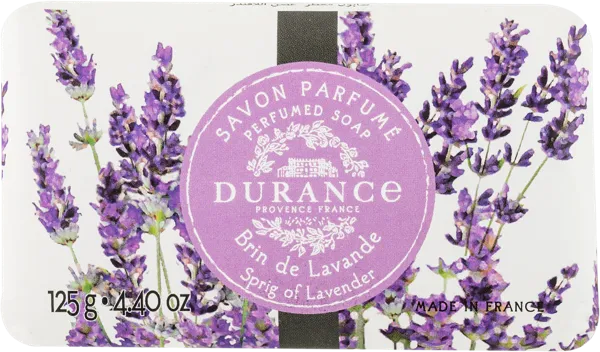 SAVON PARFUMÉ
PERFUMED SOAP
DURANCE
PROVENCE FRANCE
Brin de Lavande
Sprig of Lavender
125 g • 4.40 oz
MADE IN FRANCE